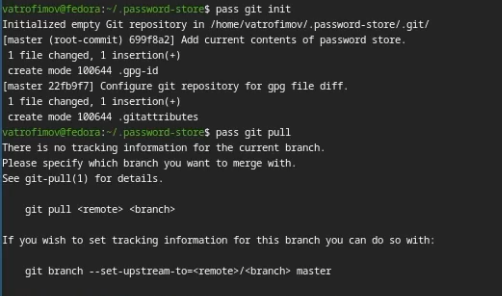 vatrofimov@fedora:~/.password-store$ pass git init
Initialized empty Git repository in /home/vatrofimov/.password-store/.git/
[master (root-commit) 699f8a2] Add current contents of password store.
 1 file changed, 1 insertion(+)
 create mode 100644 .gpg-id
[master 22fb9f7] Configure git repository for gpg file diff.
 1 file changed, 1 insertion(+)
 create mode 100644 .gitattributes
vatrofimov@fedora:~/.password-store$ pass git pull
There is no tracking information for the current branch.
Please specify which branch you want to merge with.
See git-pull(1) for details.
    git pull <remote> <branch>
If you wish to set tracking information for this branch you can do so with:
    git branch --set-upstream-to=<remote>/<branch> master